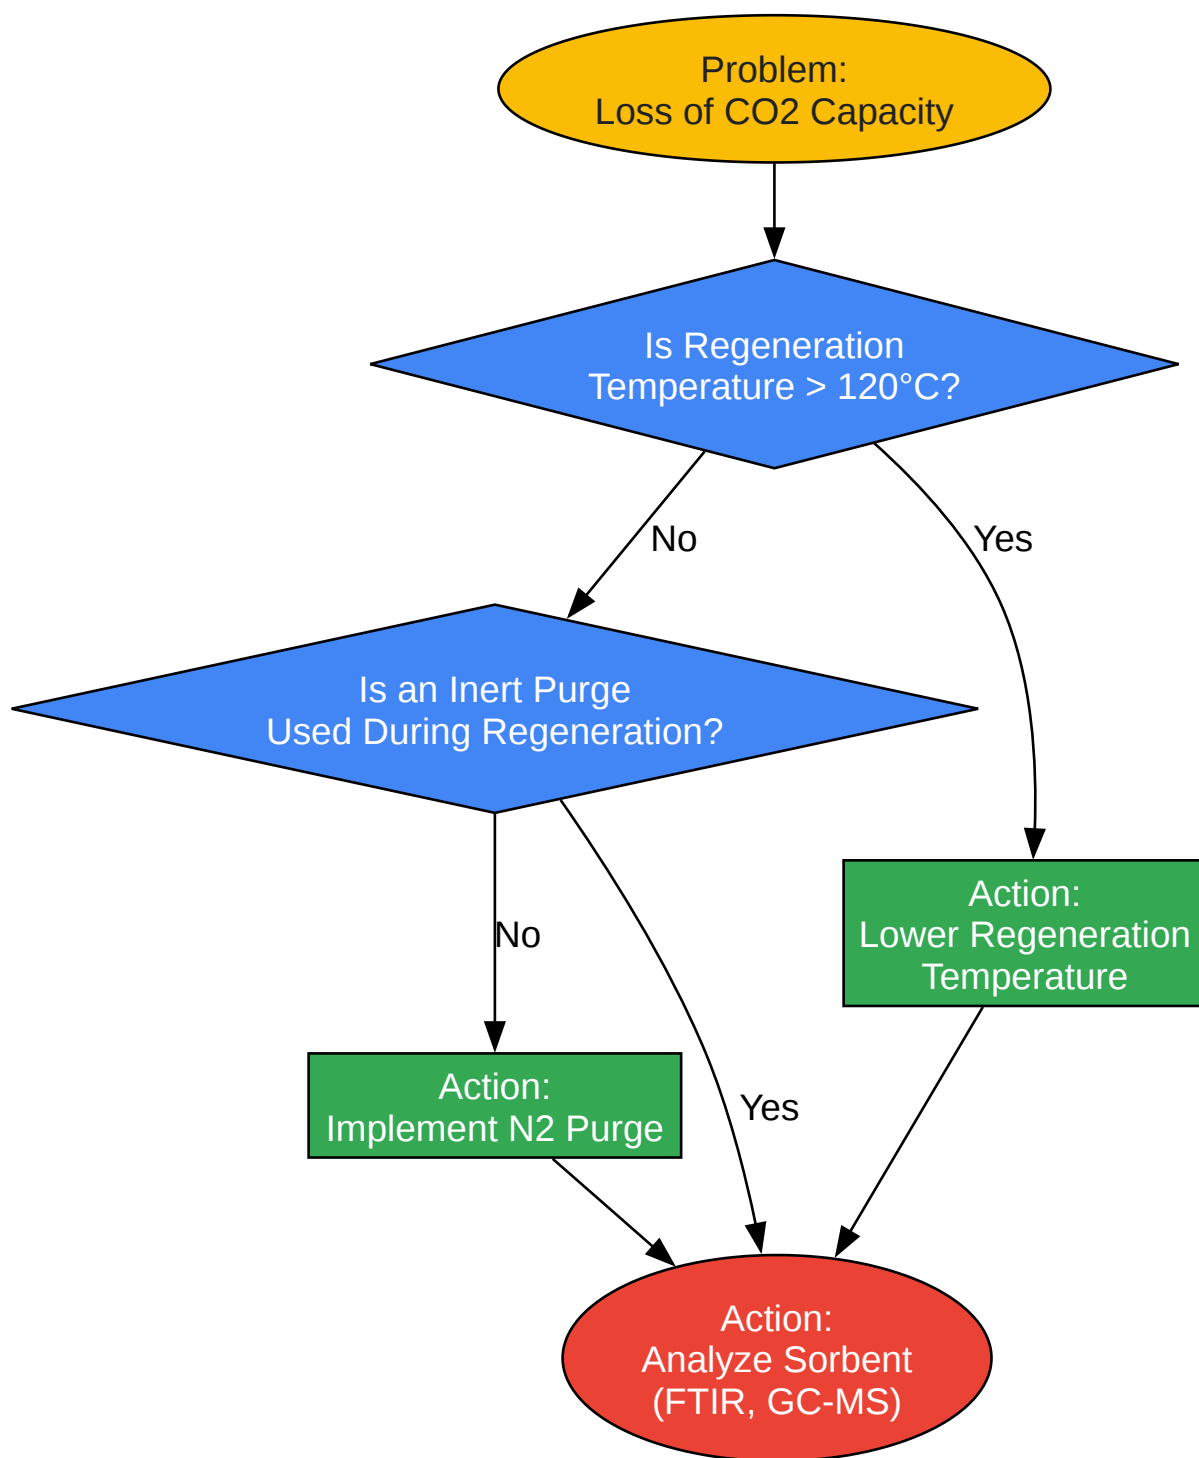 Problem:
Loss of CO2 Capacity
Is Regeneration
Temperature > 120°C?
No
Yes
Is an Inert Purge
Used During Regeneration?
Action:
Lower Regeneration
Temperature
No
Action:
Implement N2 Purge
Yes
Action:
Analyze Sorbent
(FTIR, GC-MS)